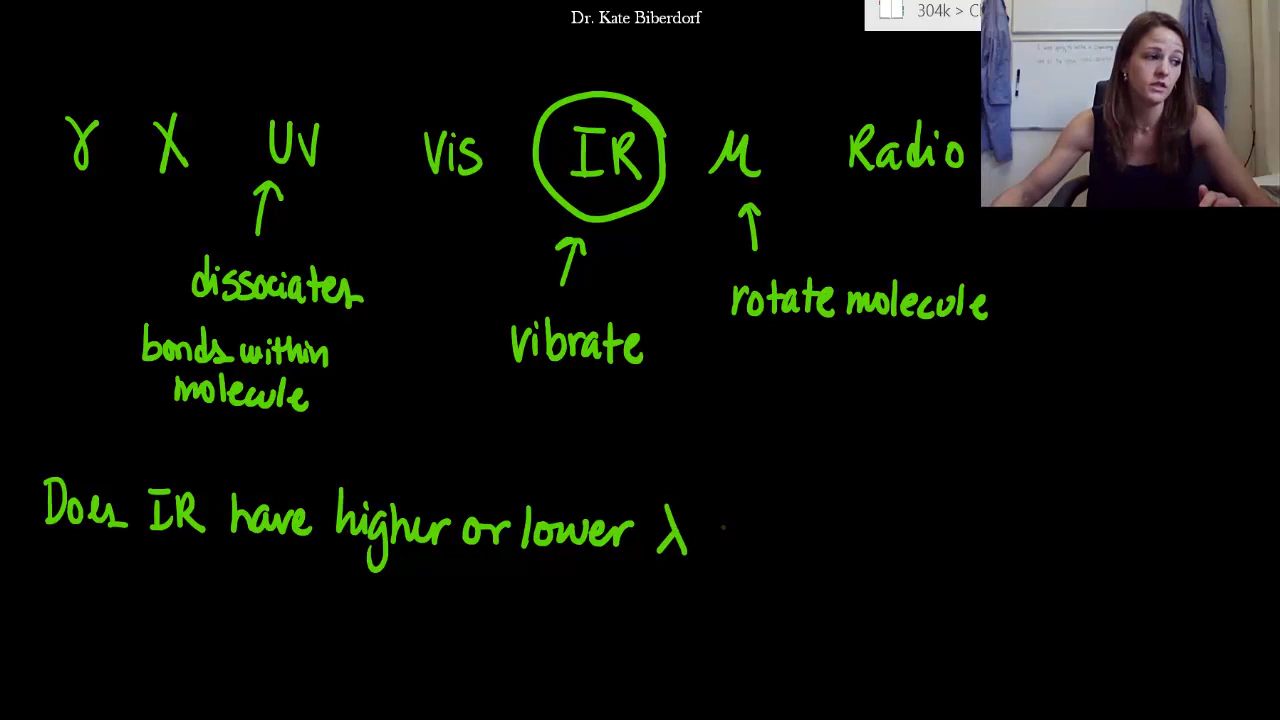 Dr. Kate Biberdorf
304k > C
γ X UV Vis IR μ Radio
dissociates
bonds within
molecule
vibrate
rotate molecule
Does IR have higher or lower λ